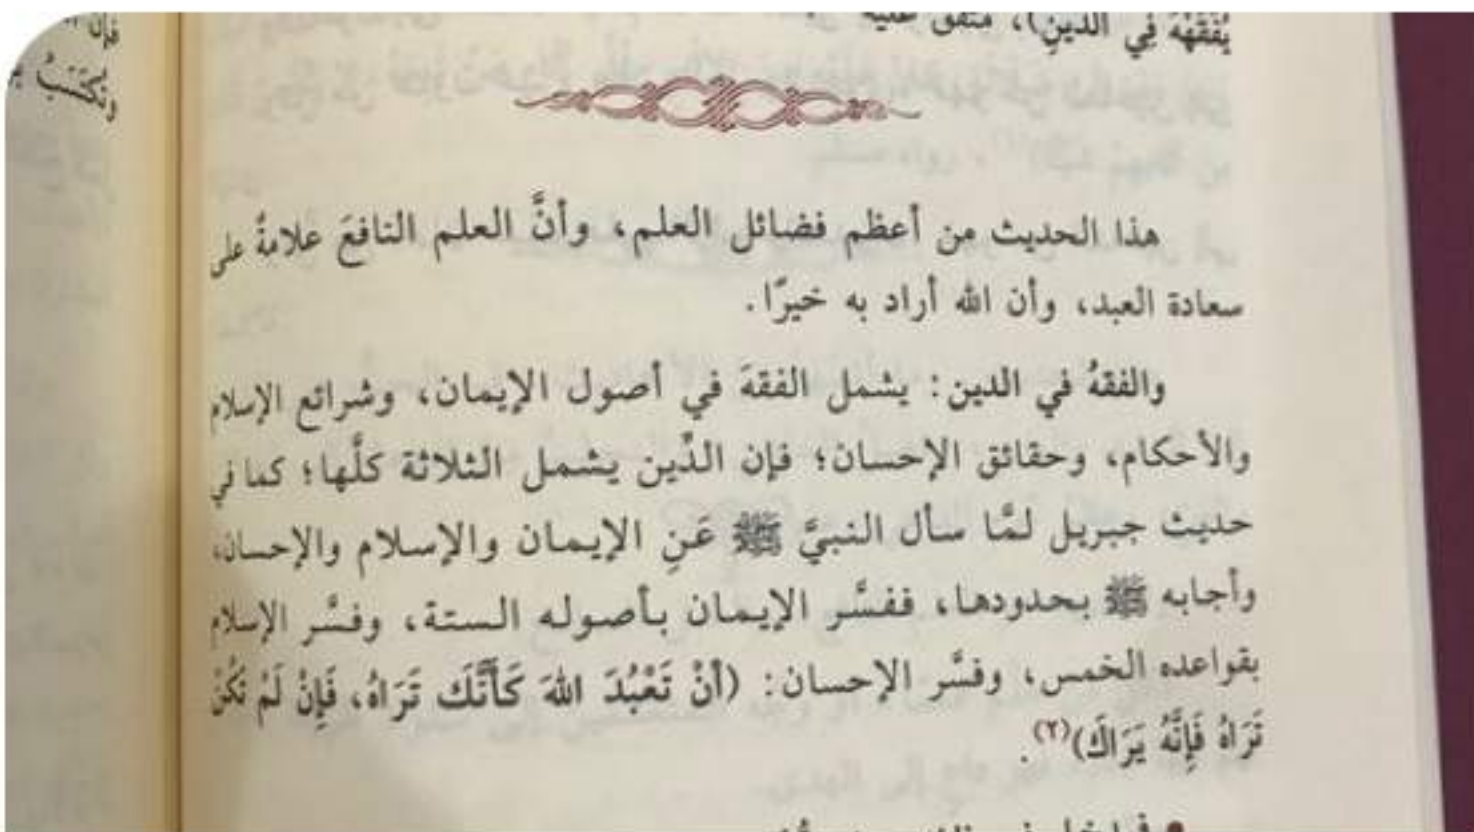 يُفَقِّهْهُ فِي الدِّينِ)، متفق عليه
هذا الحديث من أعظم فضائل العلم، وأنَّ العلم النافعَ علامةٌ على
سعادة العبد، وأن الله أراد به خيرًا.
والفقهُ في الدين: يشمل الفقهَ في أصول الإيمان، وشرائع الإسلام
والأحكام، وحقائق الإحسان؛ فإن الدِّين يشمل الثلاثة كلَّها؛ كما في
حديث جبريل لمَّا سأل النبيَّ ﷺ عَنِ الإيمان والإسلام والإحسان،
وأجابه ﷺ بحدودها، ففسَّر الإيمان بأصوله الستة، وفسَّر الإسلام
بقواعده الخمس، وفسَّر الإحسان: (أنْ تَعْبُدَ اللهَ كَأَنَّكَ تَرَاهُ، فَإِنْ لَمْ تَكُنْ
تَرَاهُ فَإِنَّهُ يَرَاكَ)(٢).